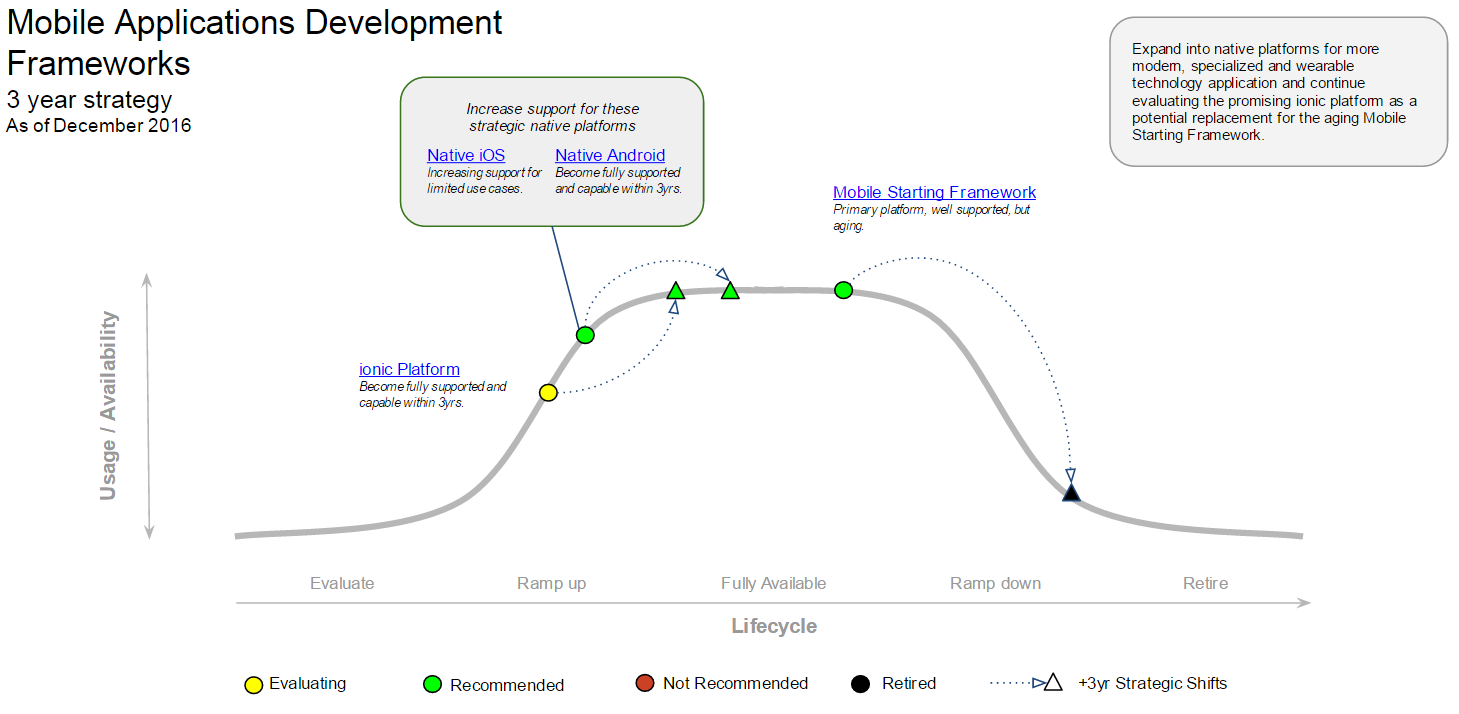 Mobile Applications Development
Frameworks
3 year strategy
As of December 2016
Expand into native platforms for more
modern, specialized and wearable
technology application and continue
evaluating the promising ionic platform as a
potential replacement for the aging Mobile
Starting Framework.
Increase support for these
strategic native platforms
Native iOS
Increasing support for
limited use cases.
Native Android
Become fully supported
and capable within 3yrs.
Mobile Starting Framework
Primary platform, well supported, but
aging.
ionic Platform
Become fully supported and
capable within 3yrs.
Usage / Availability
Evaluate
Ramp up
Fully Available
Ramp down
Retire
Lifecycle
Evaluating
Recommended
Not Recommended
Retired
+3yr Strategic Shifts